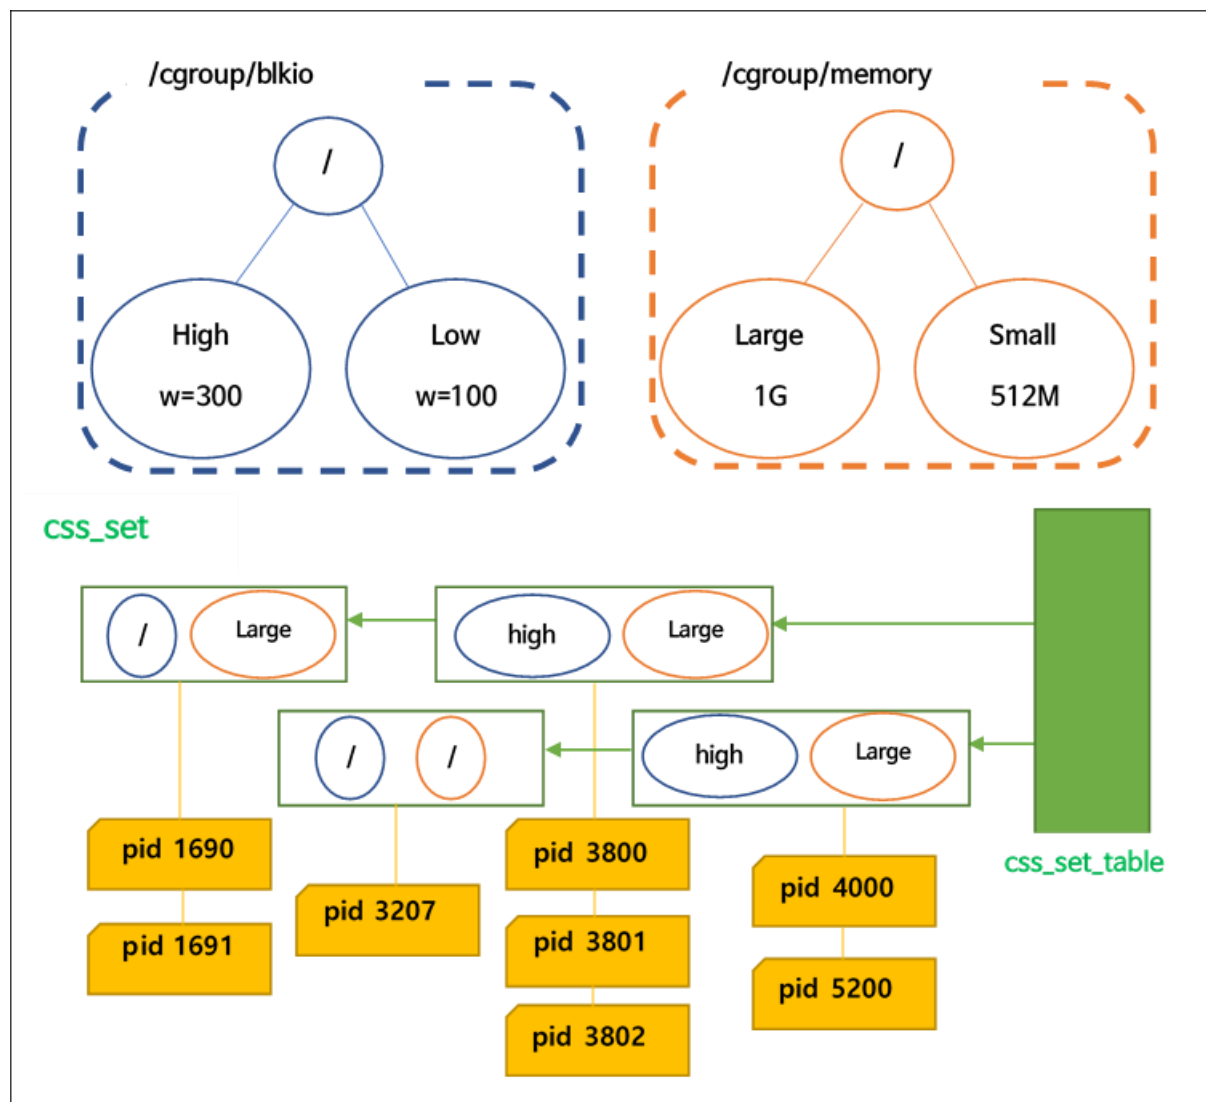 /cgroup/blkio
/cgroup/memory
/
/
High
w=300
Low
w=100
Large
1G
Small
512M
css_set
/
Large
high
Large
/
/
high
Large
css_set_table
pid 1690
pid 1691
pid 3207
pid 3800
pid 3801
pid 3802
pid 4000
pid 5200